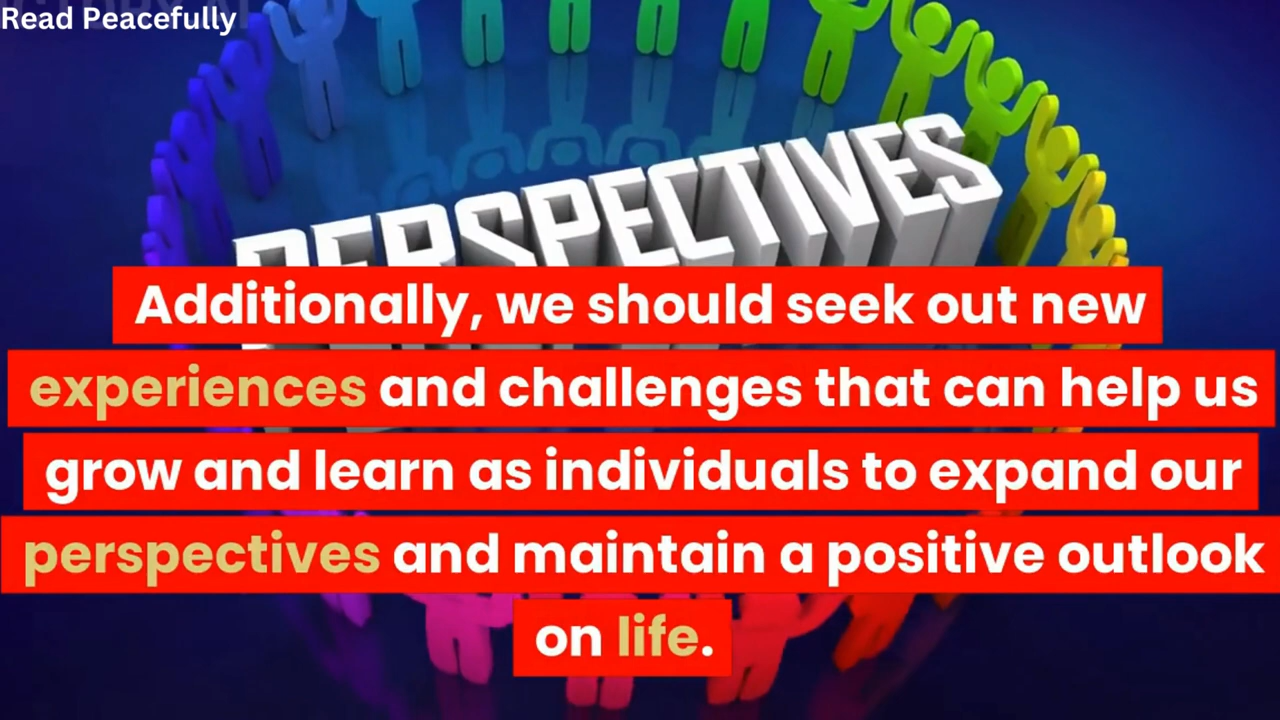 Read Peacefully
PERSPECTIVES
Additionally, we should seek out new
experiences and challenges that can help us
grow and learn as individuals to expand our
perspectives and maintain a positive outlook
on life.